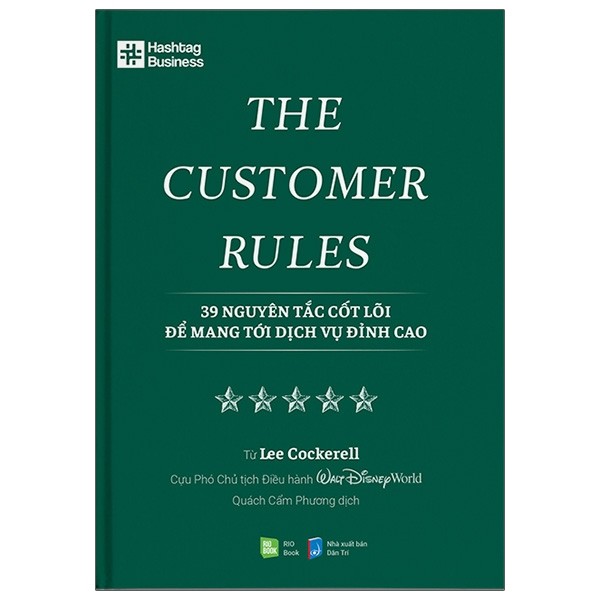 Hashtag
Business
THE
CUSTOMER
RULES
39 NGUYÊN TẮC CỐT LÕI
ĐỂ MANG TỚI DỊCH VỤ ĐỈNH CAO
Từ Lee Cockerell
Cựu Phó Chủ tịch Điều hành WALT DISNEY World
Quách Cẩm Phương dịch
RIO
BOOK
RIO
Book
Nhà xuất bản
Dân Trí